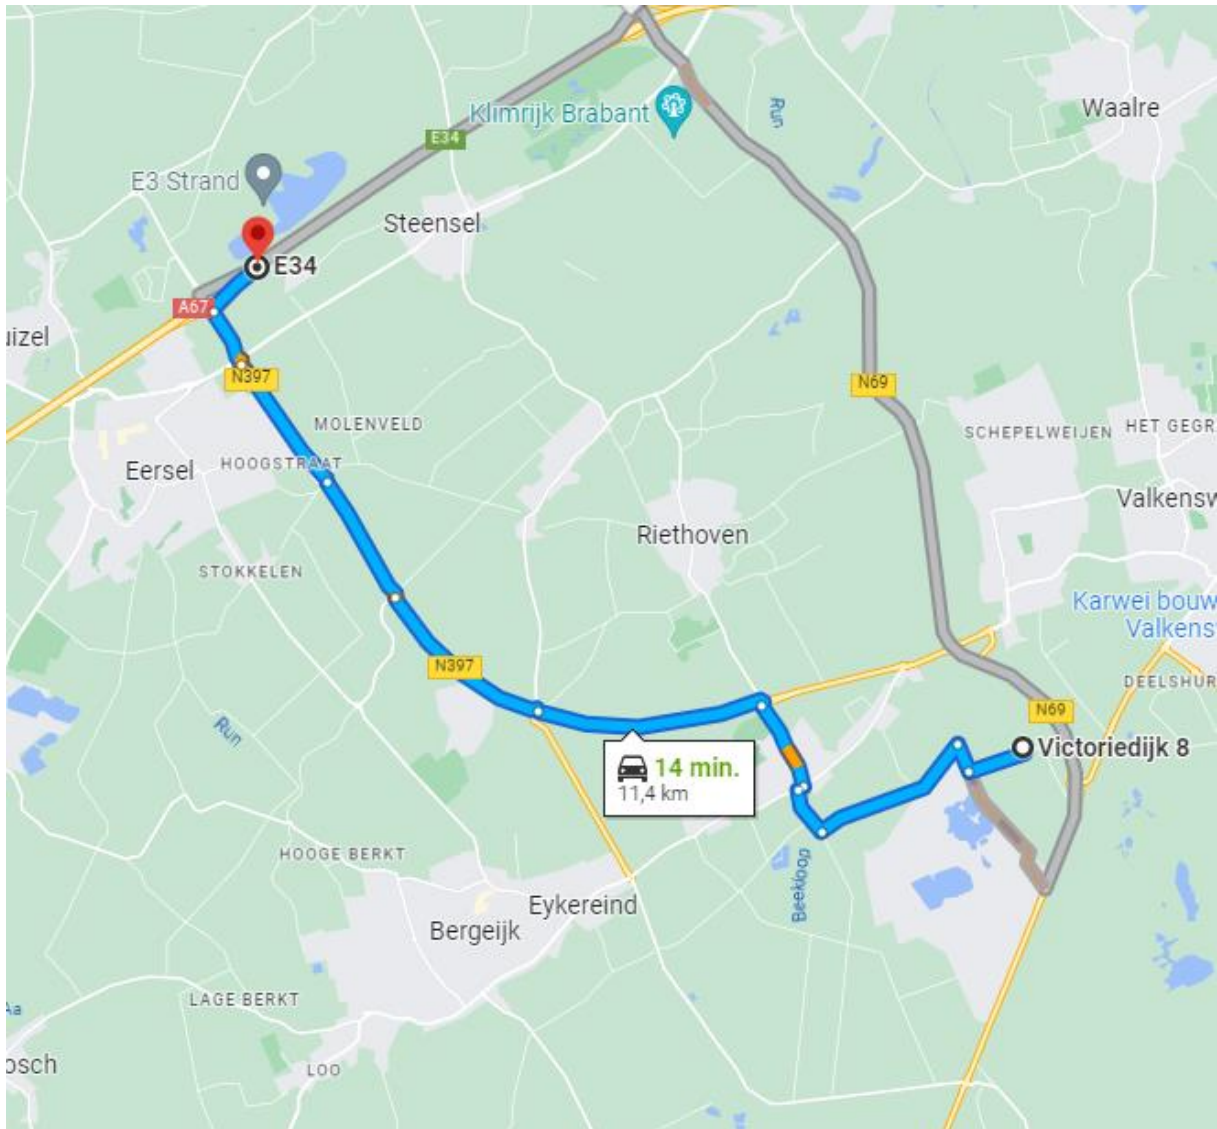 Waalre
Run
Klimrijk Brabant
E34
E3 Strand
Steensel
E34
A67
uizel
N397
N69
MOLENVELD
SCHEPELWEIJEN
HET GEGR
HOOGSTRAAT
Eersel
Valkensw
Riethoven
STOKKELEN
Karwei bouw
Valkens
N397
DEELSHUR
N69
Run
Victoriedijk 8
14 min.
11,4 km
HOOGE BERKT
Beekloop
Eykereind
Bergeijk
LAGE BERKT
Aa
osch
LOO